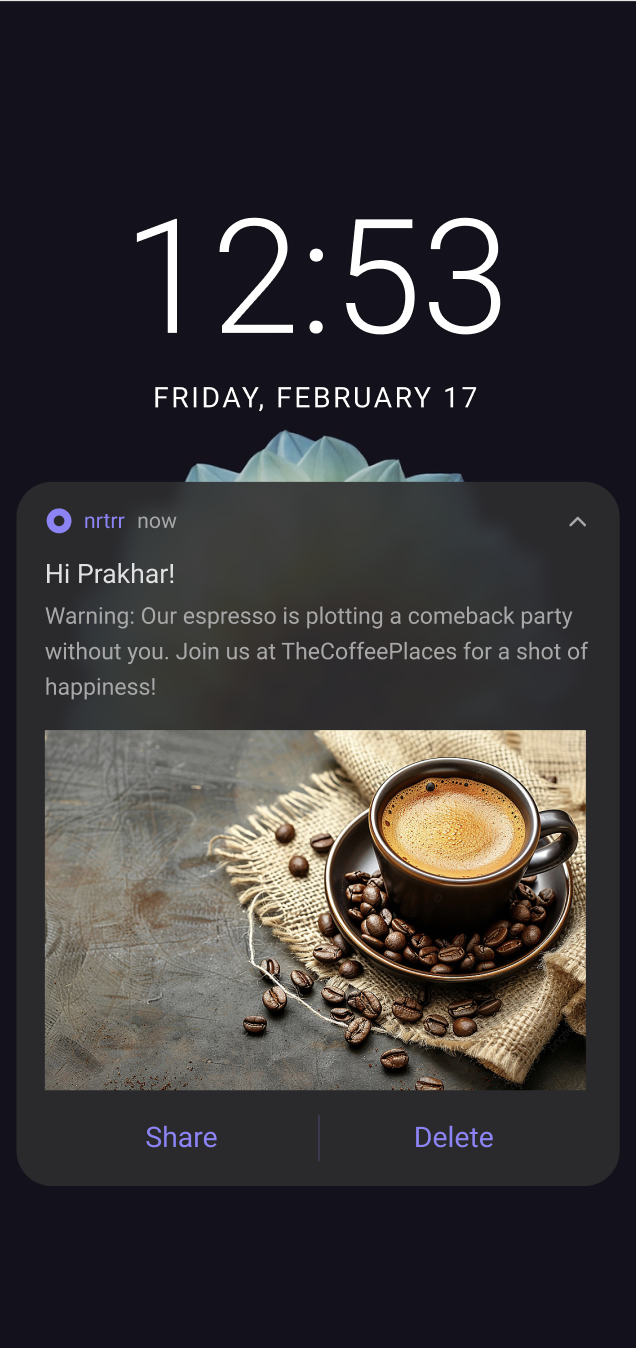 12:53
FRIDAY, FEBRUARY 17
nrtrr now
Hi Prakhar!
Warning: Our espresso is plotting a comeback party
without you. Join us at TheCoffeePlaces for a shot of
happiness!
Share Delete